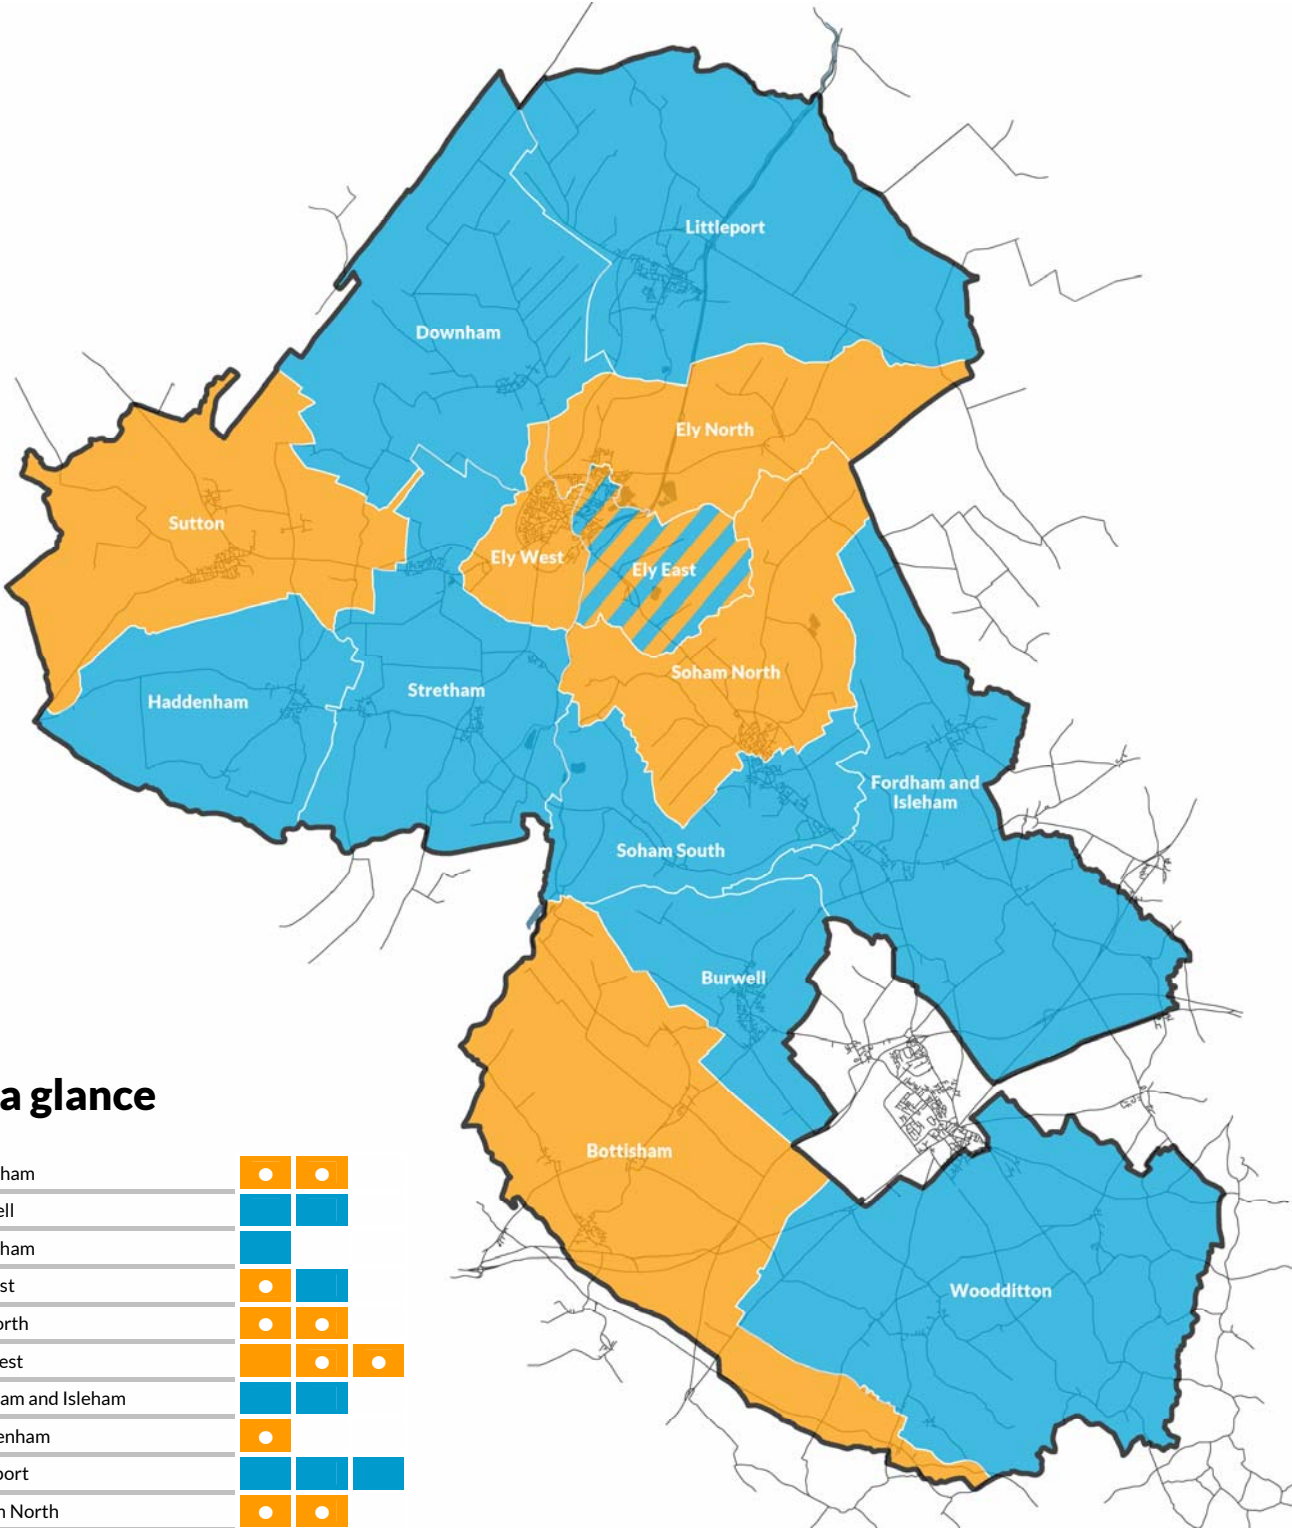 Littleport
Downham
Ely North
Sutton
Ely West
Ely East
Soham North
Stretham
Haddenham
Fordham and
Isleham
Soham South
Burwell
Bottisham
Woodditton
a glance
ham
ell
ham
st
orth
est
am and Isleham
enham
port
n North